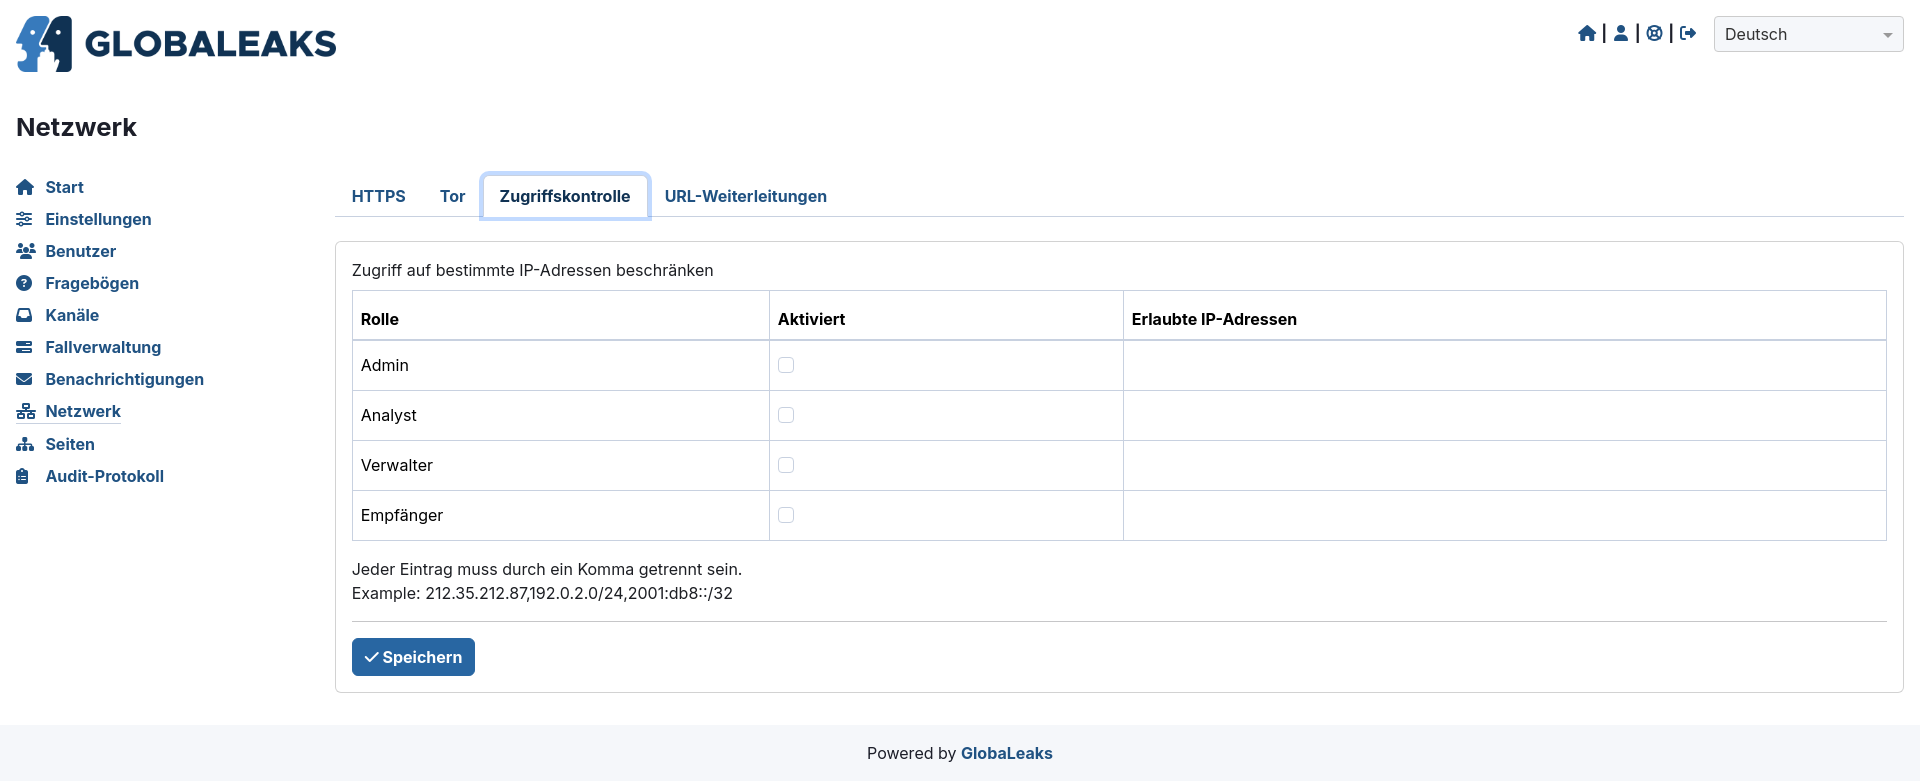 GLOBALEAKS
Deutsch
Netzwerk
Start
Einstellungen
Benutzer
Fragebögen
Kanäle
Fallverwaltung
Benachrichtigungen
Netzwerk
Seiten
Audit-Protokoll
HTTPS Tor Zugriffskontrolle URL-Weiterleitungen
Zugriff auf bestimmte IP-Adressen beschränken
Rolle Aktiviert Erlaubte IP-Adressen
Admin
Analyst
Verwalter
Empfänger
Jeder Eintrag muss durch ein Komma getrennt sein.
Example: 212.35.212.87,192.0.2.0/24,2001:db8::/32
Speichern
Powered by GlobaLeaks